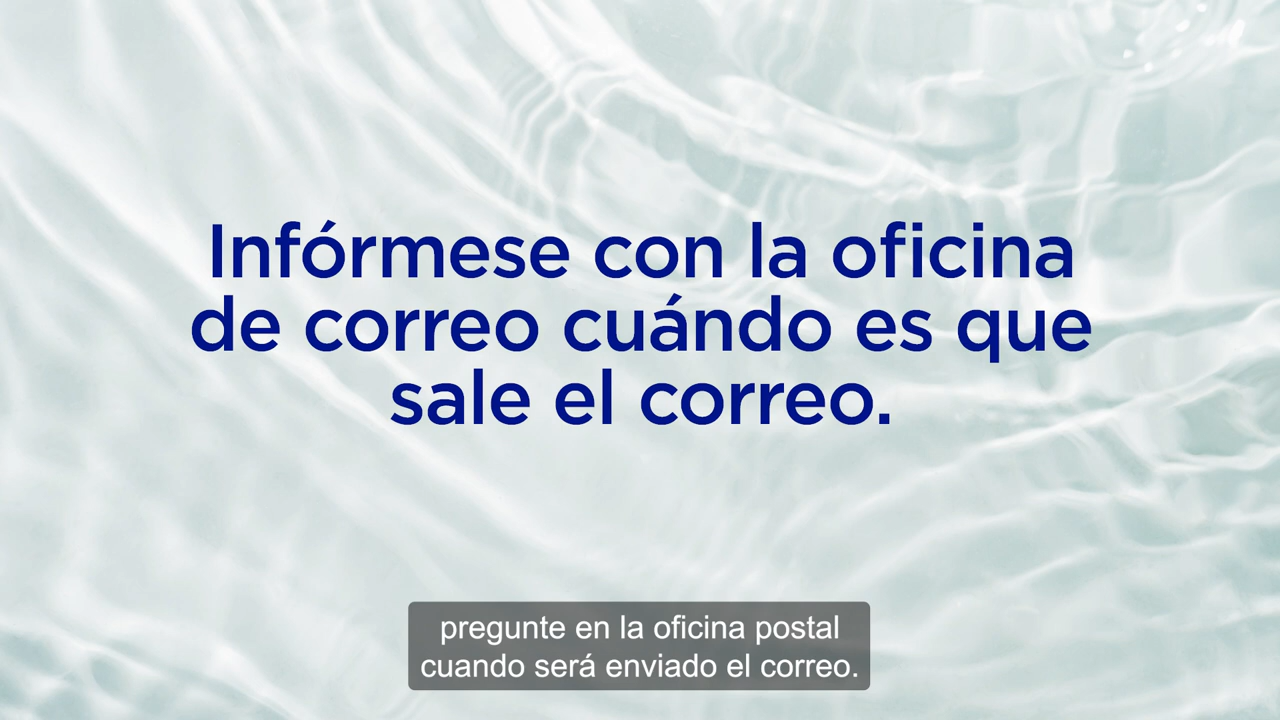 Infórmese con la oficina
de correo cuándo es que
sale el correo.
pregunte en la oficina postal
cuando será enviado el correo.